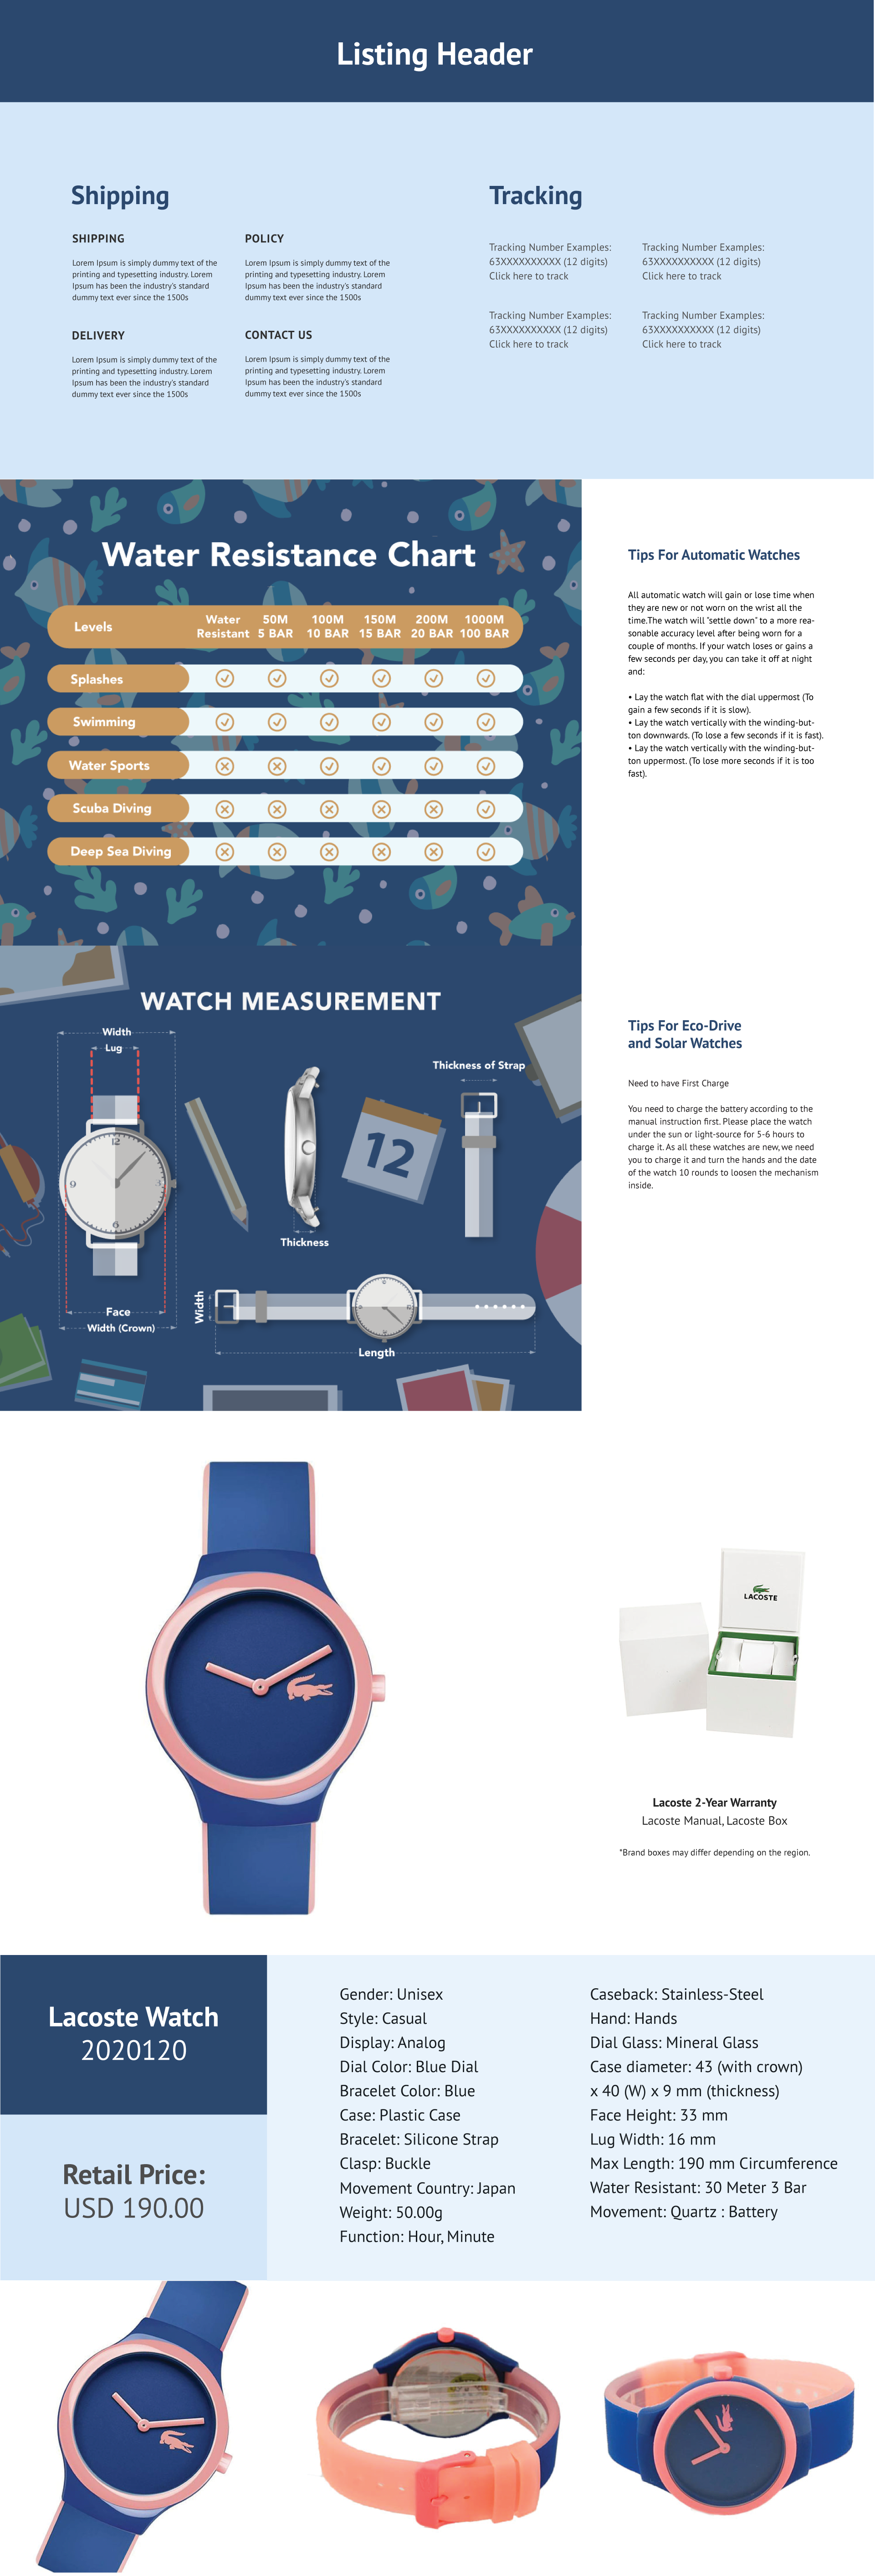 Listing Header
Shipping
SHIPPING
Lorem Ipsum is simply dummy text of the
printing and typesetting industry. Lorem
Ipsum has been the industry's standard
dummy text ever since the 1500s
POLICY
Lorem Ipsum is simply dummy text of the
printing and typesetting industry. Lorem
Ipsum has been the industry's standard
dummy text ever since the 1500s
DELIVERY
Lorem Ipsum is simply dummy text of the
printing and typesetting industry. Lorem
Ipsum has been the industry's standard
dummy text ever since the 1500s
CONTACT US
Lorem Ipsum is simply dummy text of the
printing and typesetting industry. Lorem
Ipsum has been the industry's standard
dummy text ever since the 1500s
Tracking
Tracking Number Examples:
63XXXXXXXXXX (12 digits)
Click here to track
Tracking Number Examples:
63XXXXXXXXXX (12 digits)
Click here to track
Tracking Number Examples:
63XXXXXXXXXX (12 digits)
Click here to track
Tracking Number Examples:
63XXXXXXXXXX (12 digits)
Click here to track
Water Resistance Chart
Levels
Water Resistant
50M 5 BAR
100M 10 BAR
150M 15 BAR
200M 20 BAR
1000M 100 BAR
Splashes
Swimming
Water Sports
Scuba Diving
Deep Sea Diving
Tips For Automatic Watches
All automatic watch will gain or lose time when
they are new or not worn on the wrist all the
time.The watch will "settle down" to a more rea-
sonable accuracy level after being worn for a
couple of months. If your watch loses or gains a
few seconds per day, you can take it off at night
and:
• Lay the watch flat with the dial uppermost (To
gain a few seconds if it is slow).
• Lay the watch vertically with the winding-but-
ton downwards. (To lose a few seconds if it is fast).
• Lay the watch vertically with the winding-but-
ton uppermost. (To lose more seconds if it is too
fast).
WATCH MEASUREMENT
Width
Lug
12
9
6
Face
Width (Crown)
Thickness
12
Thickness of Strap
Width
Length
Tips For Eco-Drive
and Solar Watches
Need to have First Charge
You need to charge the battery according to the
manual instruction first. Please place the watch
under the sun or light-source for 5-6 hours to
charge it. As all these watches are new, we need
you to charge it and turn the hands and the date
of the watch 10 rounds to loosen the mechanism
inside.
LACOSTE
Lacoste 2-Year Warranty
Lacoste Manual, Lacoste Box
*Brand boxes may differ depending on the region.
Lacoste Watch
2020120
Retail Price:
USD 190.00
Gender: Unisex
Style: Casual
Display: Analog
Dial Color: Blue Dial
Bracelet Color: Blue
Case: Plastic Case
Bracelet: Silicone Strap
Clasp: Buckle
Movement Country: Japan
Weight: 50.00g
Function: Hour, Minute
Caseback: Stainless-Steel
Hand: Hands
Dial Glass: Mineral Glass
Case diameter: 43 (with crown)
x 40 (W) x 9 mm (thickness)
Face Height: 33 mm
Lug Width: 16 mm
Max Length: 190 mm Circumference
Water Resistant: 30 Meter 3 Bar
Movement: Quartz : Battery